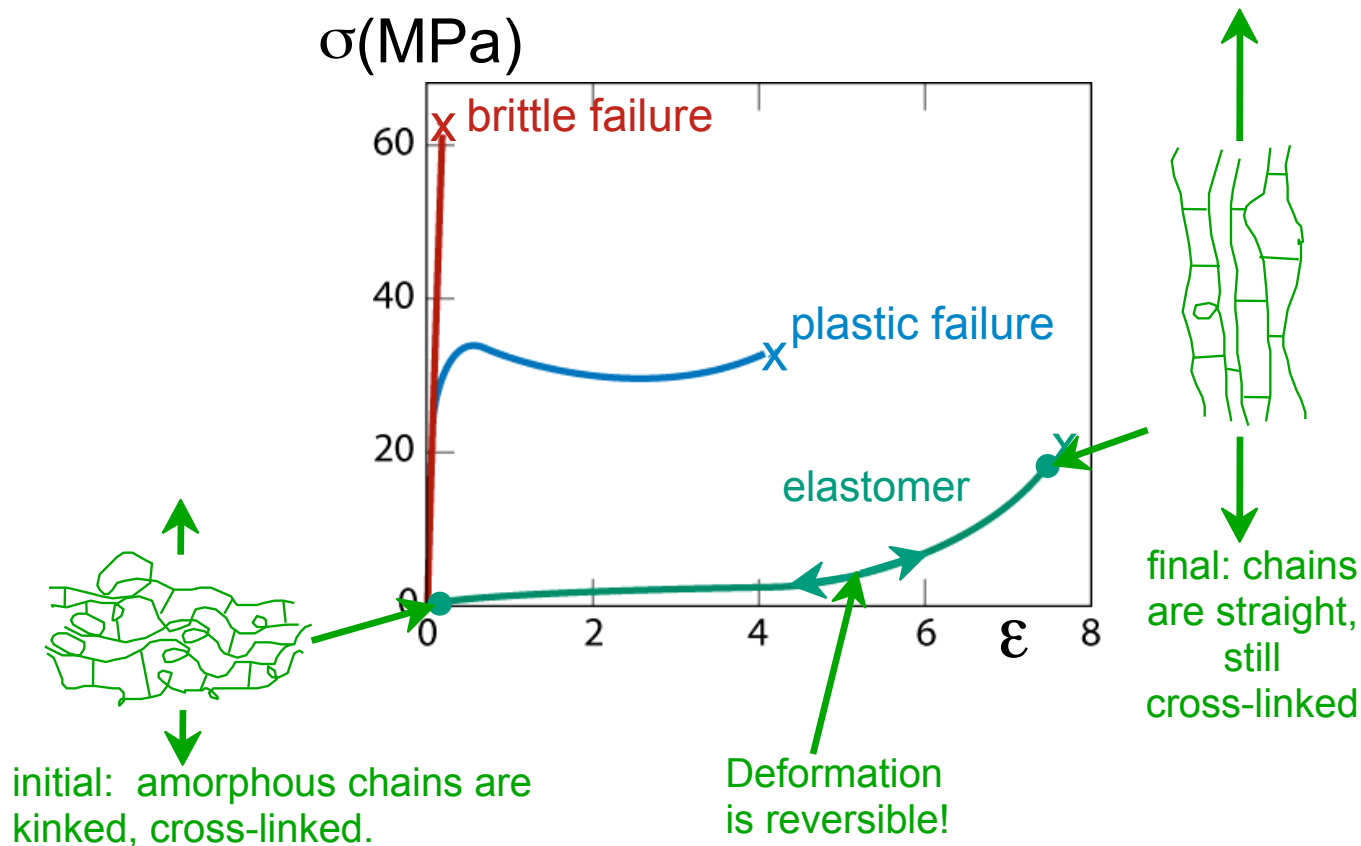 σ(MPa)
x brittle failure
60
40
plastic failure
x
20
x
elastomer
0
0 2 4 6 ε 8
final: chains
are straight,
still
cross-linked
Deformation
is reversible!
initial: amorphous chains are
kinked, cross-linked.